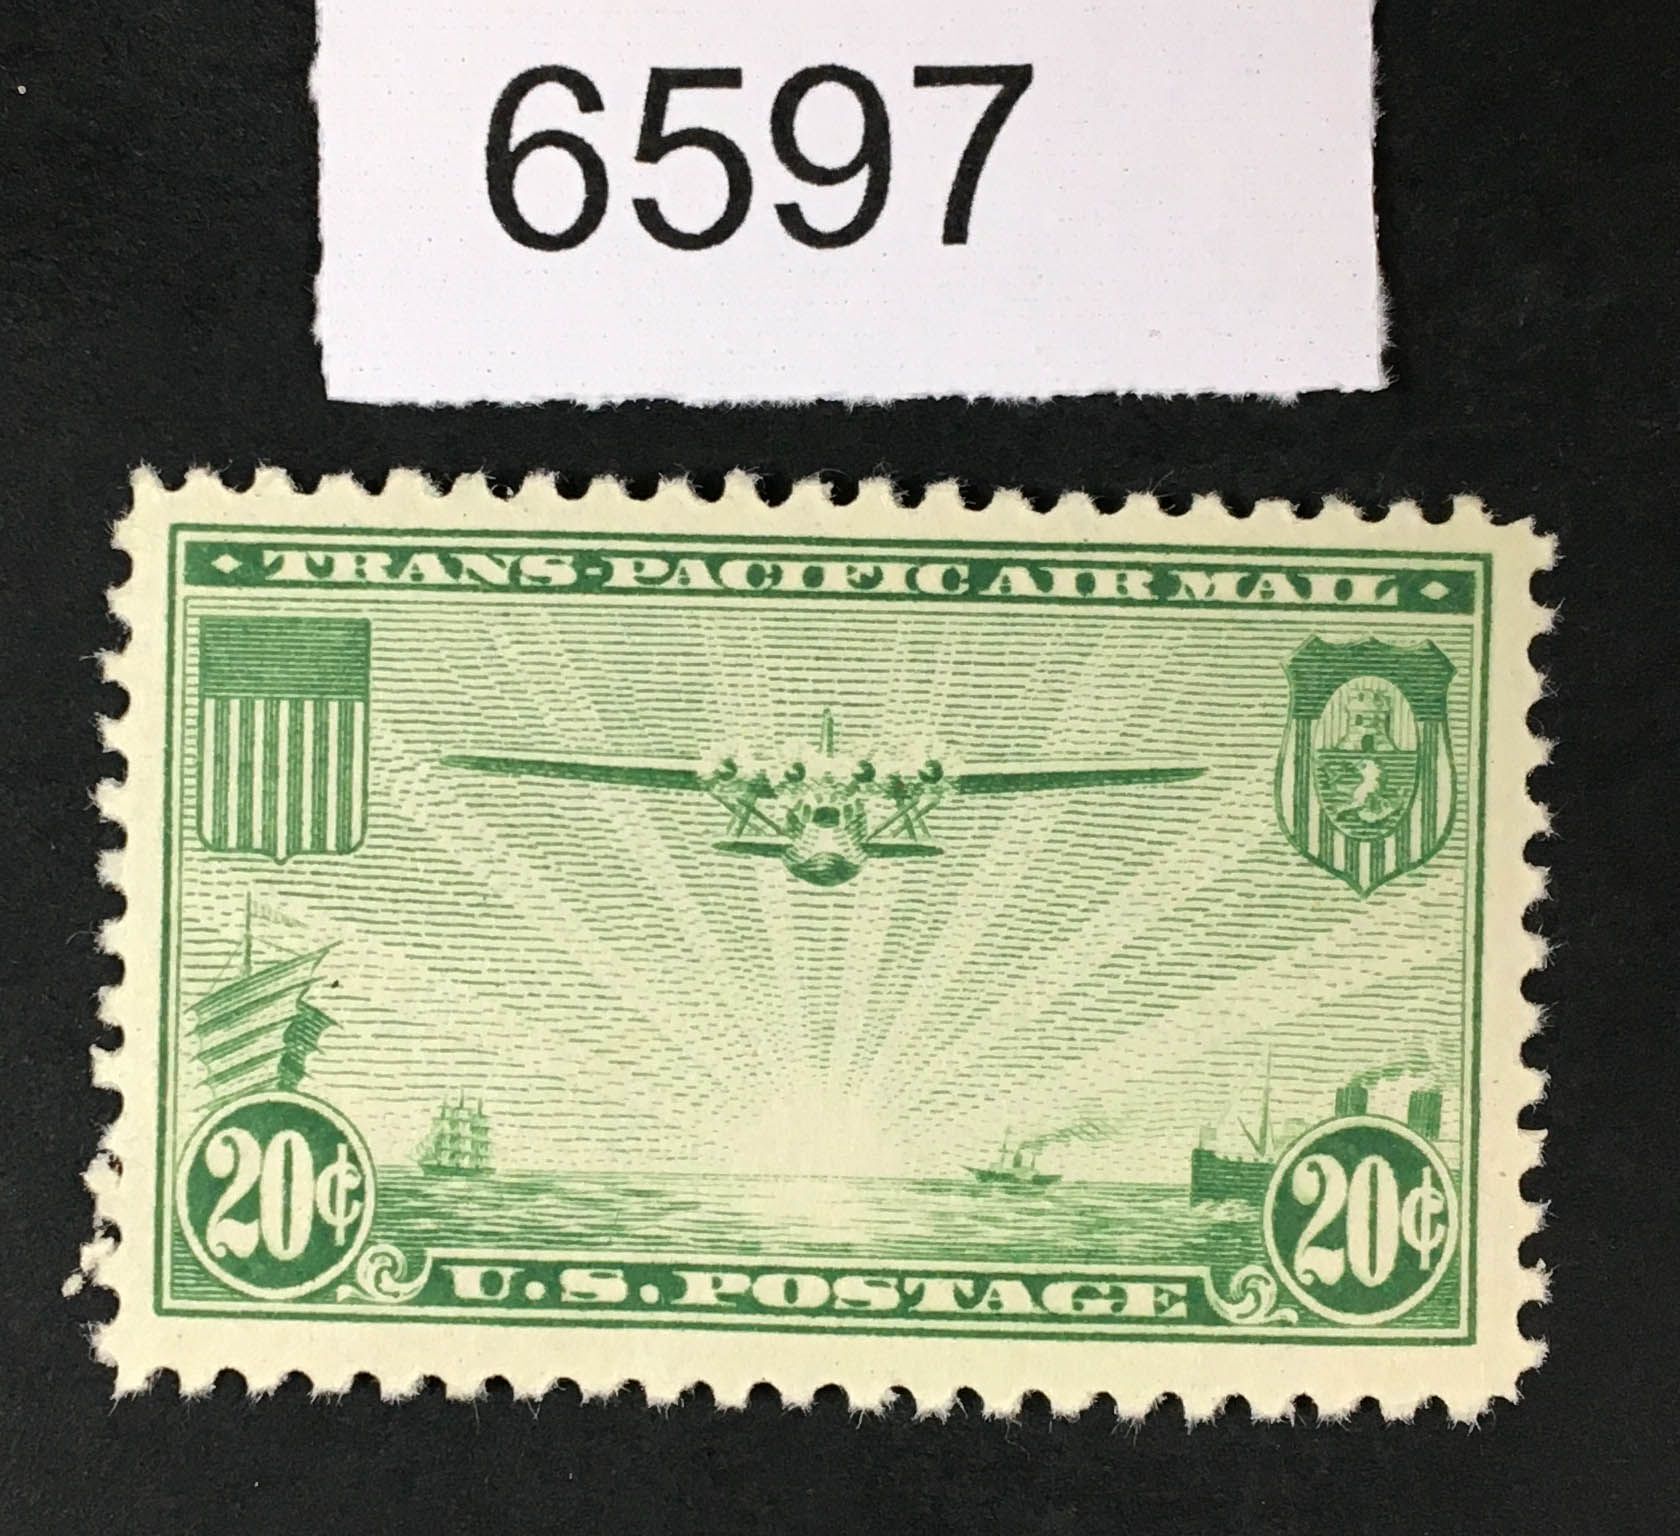 6597
TRANS-PACIFIC AIR MAIL
20¢ 20¢
U.S. POSTAGE